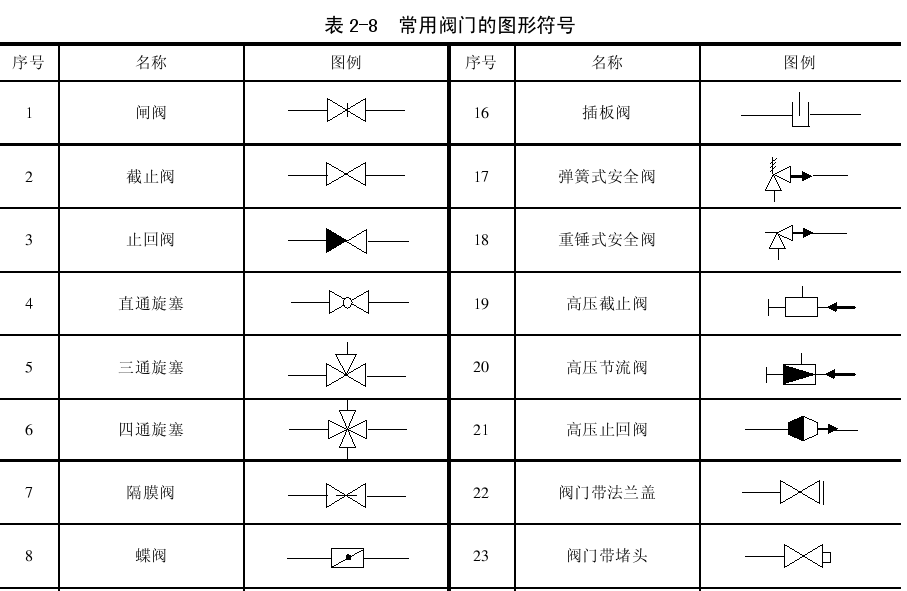 表 2-8 常用阀门的图形符号
序号 名称 图例 序号 名称 图例
1 闸阀 16 插板阀
2 截止阀 17 弹簧式安全阀
3 止回阀 18 重锤式安全阀
4 直通旋塞 19 高压截止阀
5 三通旋塞 20 高压节流阀
6 四通旋塞 21 高压止回阀
7 隔膜阀 22 阀门带法兰盖
8 蝶阀 23 阀门带堵头